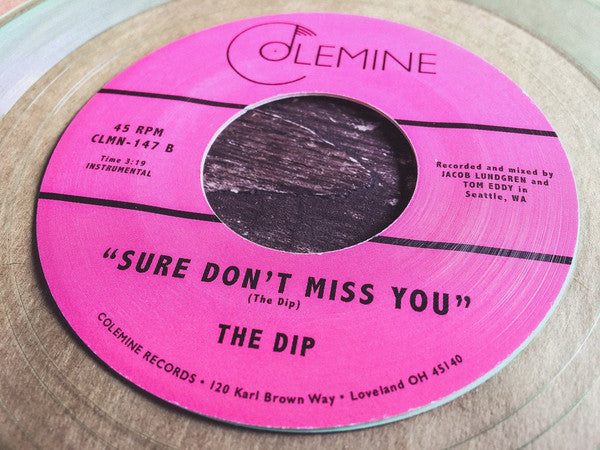 COLEMINE
45 RPM
CLMN-147 B
Time 3:19
INSTRUMENTAL
Recorded and mixed by
JACOB LUNDGREN and
TOM EDDY in
Seattle, WA
“SURE DON'T MISS YOU”
(The Dip)
THE DIP
COLEMINE RECORDS • 120 Karl Brown Way • Loveland OH 45140